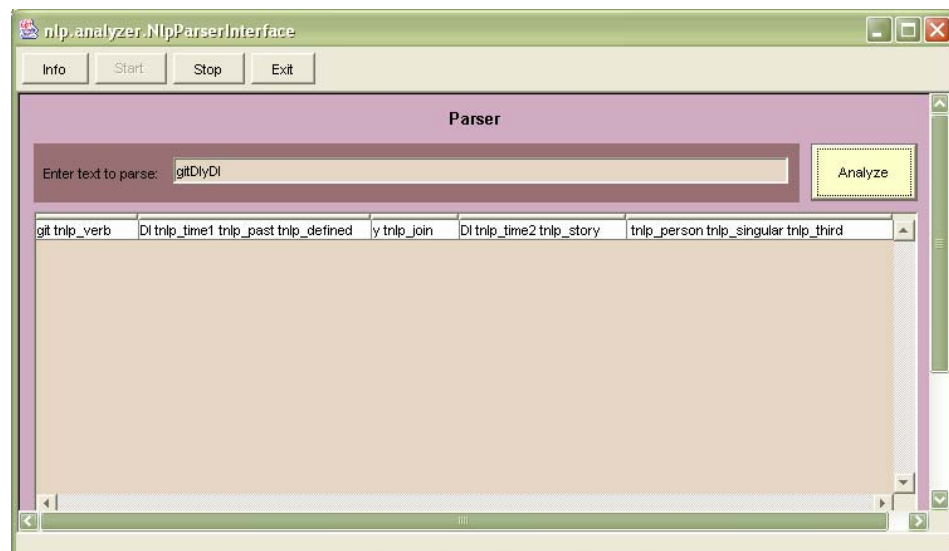 nlp.analyzer.NlpParserInterface
Info Start Stop Exit
Parser
Enter text to parse: gitDIyDI Analyze
git tnlp_verb DI tnlp_time1 tnlp_past tnlp_defined y tnlp_join DI tnlp_time2 tnlp_story tnlp_person tnlp_singular tnlp_third